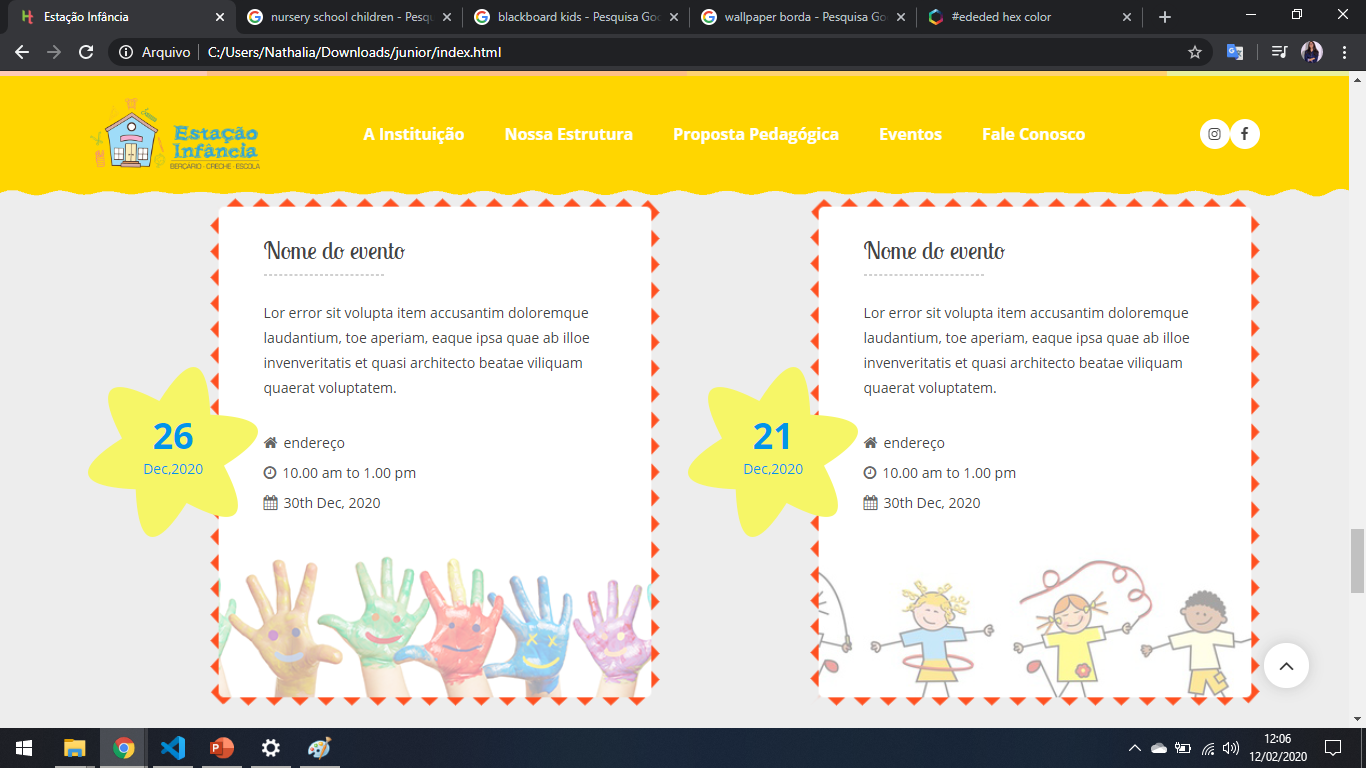 Estação Infância
nursery school children - Pesqu
blackboard kids - Pesquisa Goo
wallpaper borda - Pesquisa Go
#ededed hex color
Arquivo
C:/Users/Nathalia/Downloads/junior/index.html
Estação
Infância
BERÇÁRIO - CRECHE - ESCOLA
A Instituição
Nossa Estrutura
Proposta Pedagógica
Eventos
Fale Conosco
Nome do evento
Lor error sit volupta item accusantim doloremque
laudantium, toe aperiam, eaque ipsa quae ab illoe
invenveritatis et quasi architecto beatae viliquam
quaerat voluptatem.
26
Dec,2020
endereço
10.00 am to 1.00 pm
30th Dec, 2020
Nome do evento
Lor error sit volupta item accusantim doloremque
laudantium, toe aperiam, eaque ipsa quae ab illoe
invenveritatis et quasi architecto beatae viliquam
quaerat voluptatem.
21
Dec,2020
endereço
10.00 am to 1.00 pm
30th Dec, 2020
12:06
12/02/2020